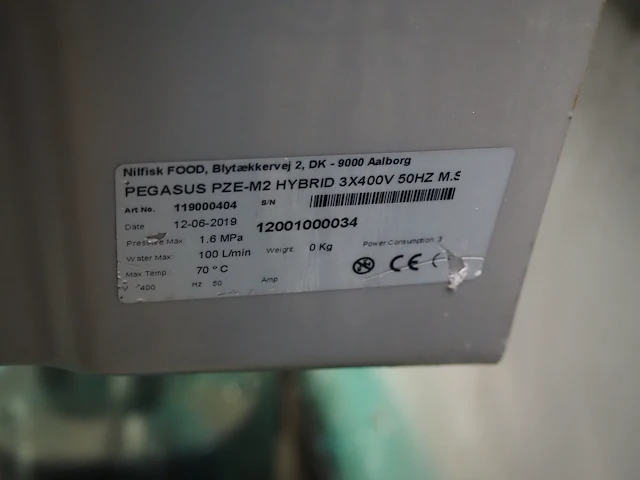 Nilfisk FOOD, Blytækkervej 2, DK - 9000 Aalborg
PEGASUS PZE-M2 HYBRID 3X400V 50HZ M.S
Art No. 119000404 S/N
Date 12-06-2019 12001000034
Pressure Max: 1.6 MPa
Water Max: 100 L/min Weight: 0 Kg Power Consumption 3
Max Temp.: 70 °C CE
V 400 Hz 50 Amp